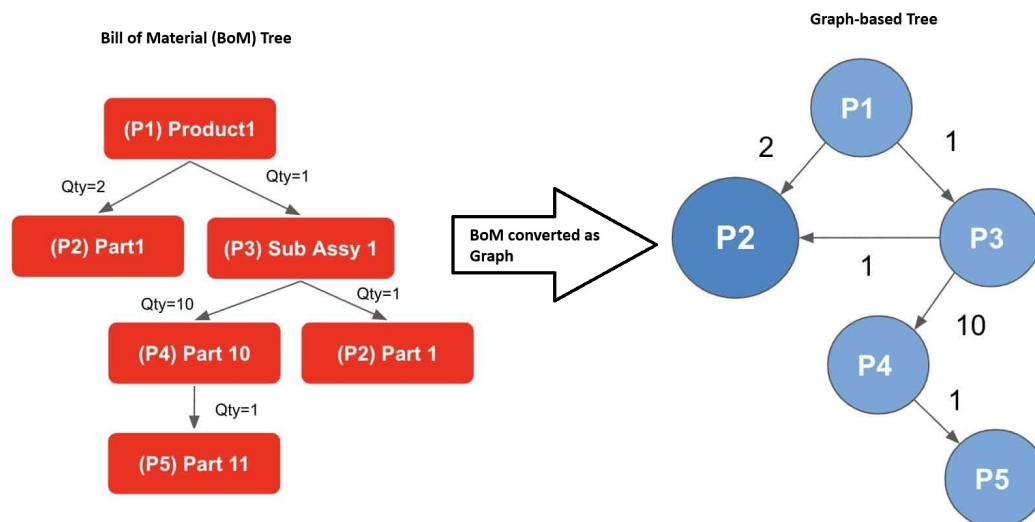 Bill of Material (BoM) Tree
(P1) Product1
Qty=2
Qty=1
(P2) Part1
(P3) Sub Assy 1
Qty=10
Qty=1
(P4) Part 10
(P2) Part 1
Qty=1
(P5) Part 11
BoM converted as
Graph
Graph-based Tree
P1
2
1
P2
P3
1
10
P4
1
P5